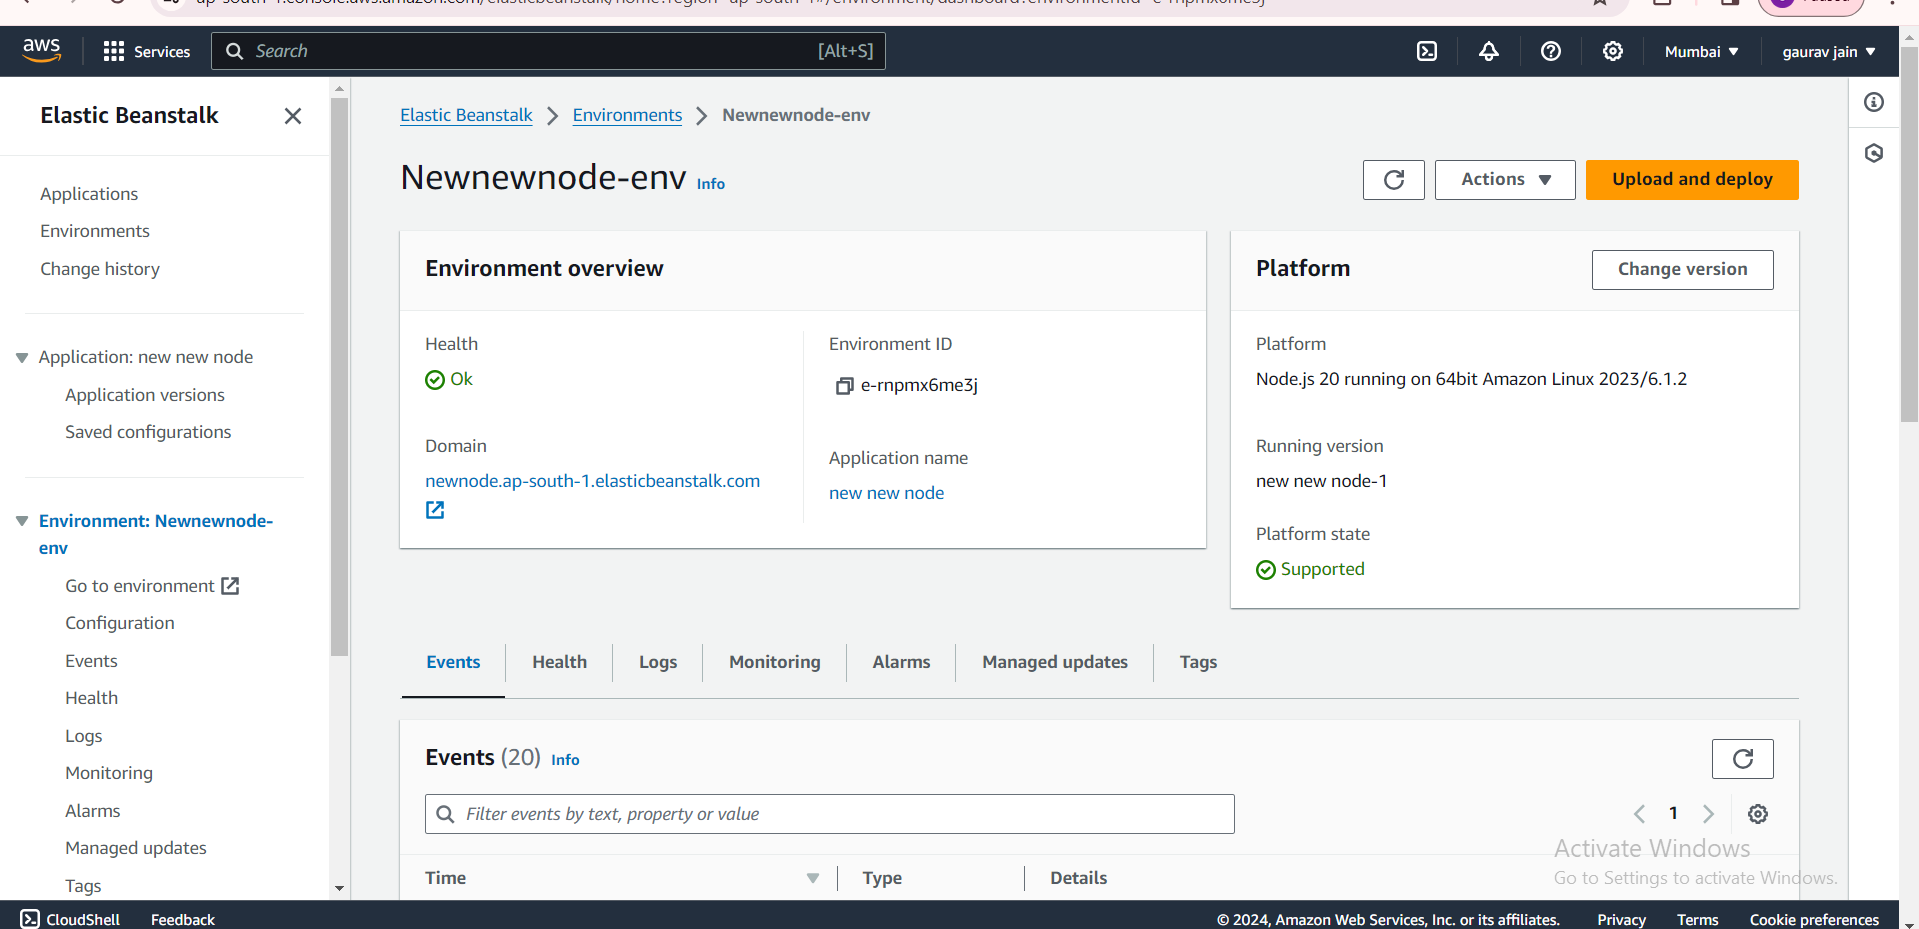 aws
Services
Search
[Alt+S]
Mumbai
gaurav jain
Elastic Beanstalk
Applications
Environments
Change history
Application: new new node
Application versions
Saved configurations
Environment: Newnewnode-
env
Go to environment
Configuration
Events
Health
Logs
Monitoring
Alarms
Managed updates
Tags
Elastic Beanstalk
Environments
Newnewnode-env
Newnewnode-env Info
Actions
Upload and deploy
Environment overview
Health
Ok
Domain
newnode.ap-south-1.elasticbeanstalk.com
Environment ID
e-rnpmx6me3j
Application name
new new node
Platform
Change version
Platform
Node.js 20 running on 64bit Amazon Linux 2023/6.1.2
Running version
new new node-1
Platform state
Supported
Events
Health
Logs
Monitoring
Alarms
Managed updates
Tags
Events (20) Info
Filter events by text, property or value
1
Time
Type
Details
Activate Windows
Go to Settings to activate Windows.
CloudShell
Feedback
© 2024, Amazon Web Services, Inc. or its affiliates.
Privacy
Terms
Cookie preferences